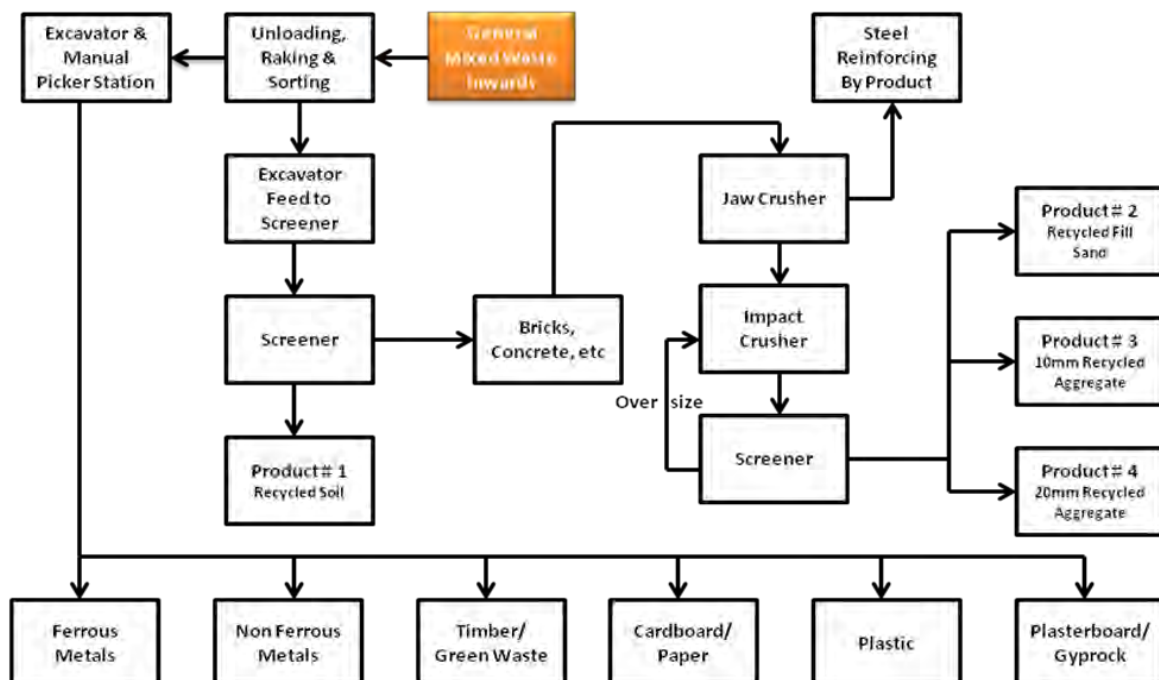 Excavator &
Manual
Picker Station
Unloading,
Raking &
Sorting
General
Mixed Waste
Inwards
Steel
Reinforcing
By Product
Excavator
Feed to
Screener
Jaw Crusher
Product # 2
Recycled Fill
Sand
Screener
Bricks,
Concrete, etc
Impact
Crusher
Product # 3
10mm Recycled
Aggregate
Over size
Product # 1
Recycled Soil
Screener
Product # 4
20mm Recycled
Aggregate
Ferrous
Metals
Non Ferrous
Metals
Timber/
Green Waste
Cardboard/
Paper
Plastic
Plasterboard/
Gyprock